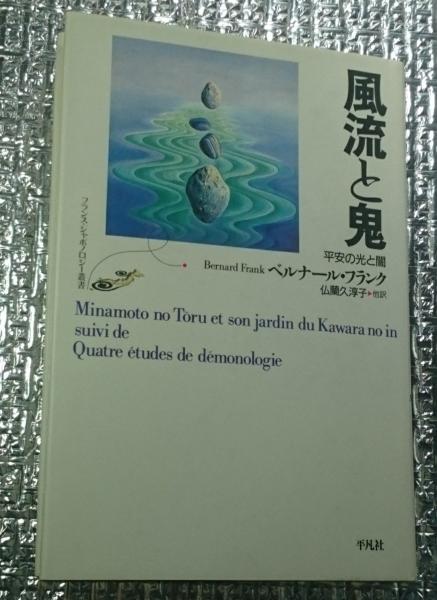 風流と鬼
平安の光と闇
Bernard Frank ベルナール・フランク
仏蘭久淳子▶他訳
フランス・ジャポノロジー叢書
Minamoto no Tōru et son jardin du Kawara no in
suivi de
Quatre études de démonologie
平凡社